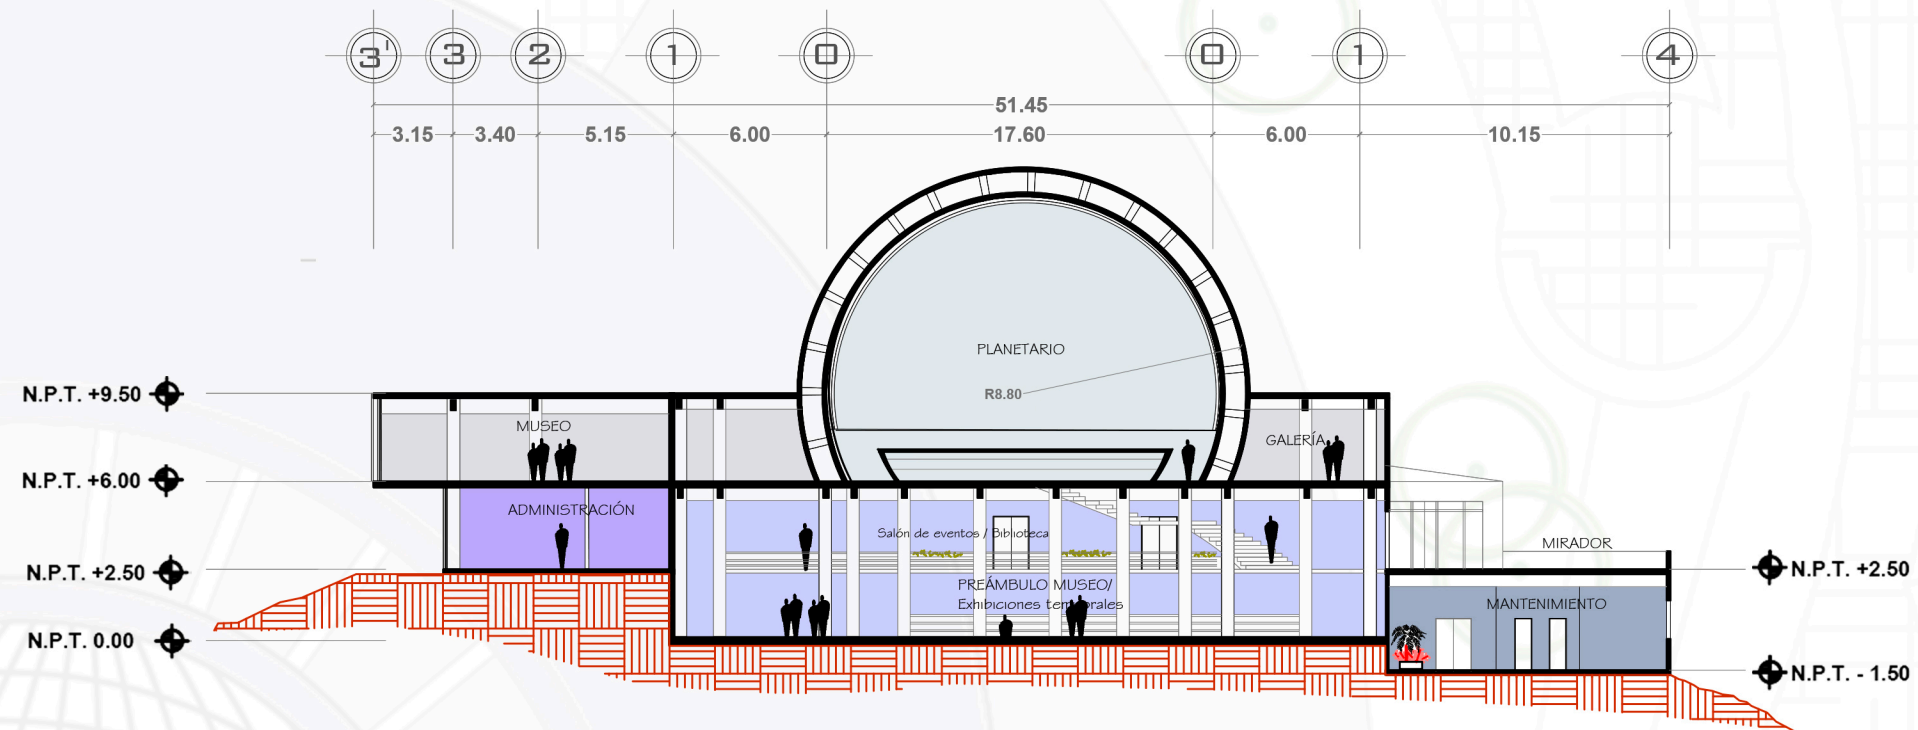 3' 3 2 1 0 0 1 4
51.45
3.15 3.40 5.15 6.00 17.60 6.00 10.15
PLANETARIO
R8.80
N.P.T. +9.50
MUSEO
GALERÍA
N.P.T. +6.00
ADMINISTRACIÓN
Salón de eventos / Biblioteca
MIRADOR
N.P.T. +2.50
N.P.T. +2.50
PREÁMBULO MUSEO/
Exhibiciones temporales
MANTENIMIENTO
N.P.T. 0.00
N.P.T. - 1.50